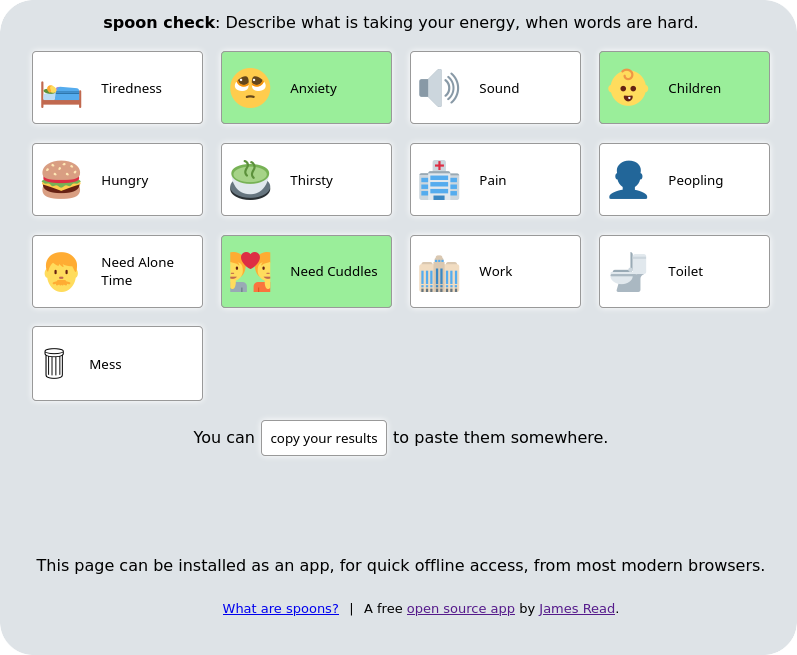 spoon check: Describe what is taking your energy, when words are hard.
Tiredness
Anxiety
Sound
Children
Hungry
Thirsty
Pain
Peopling
Need Alone
Time
Need Cuddles
Work
Toilet
Mess
You can copy your results to paste them somewhere.
This page can be installed as an app, for quick offline access, from most modern browsers.
What are spoons? | A free open source app by James Read.